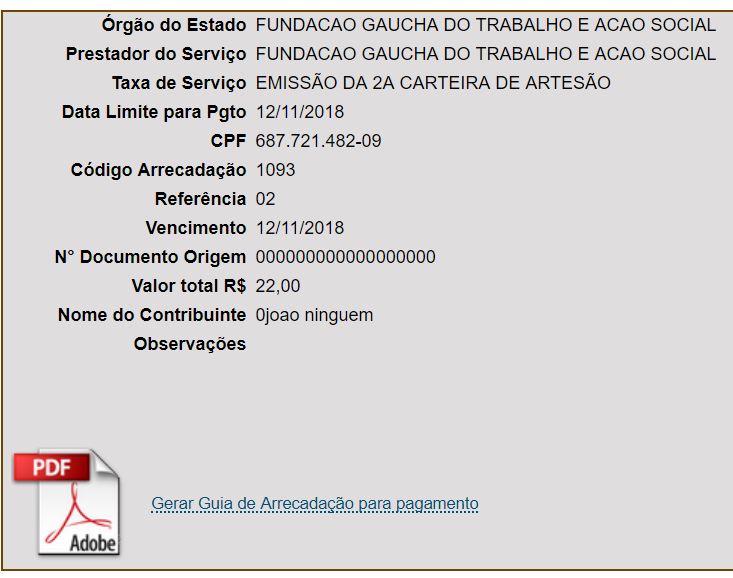 Órgão do Estado FUNDACAO GAUCHA DO TRABALHO E ACAO SOCIAL
Prestador do Serviço FUNDACAO GAUCHA DO TRABALHO E ACAO SOCIAL
Taxa de Serviço EMISSÃO DA 2A CARTEIRA DE ARTESÃO
Data Limite para Pgto 12/11/2018
CPF 687.721.482-09
Código Arrecadação 1093
Referência 02
Vencimento 12/11/2018
N° Documento Origem 000000000000000000
Valor total R$ 22,00
Nome do Contribuinte 0joao ninguem
Observações
PDF
Gerar Guia de Arrecadação para pagamento
Adobe